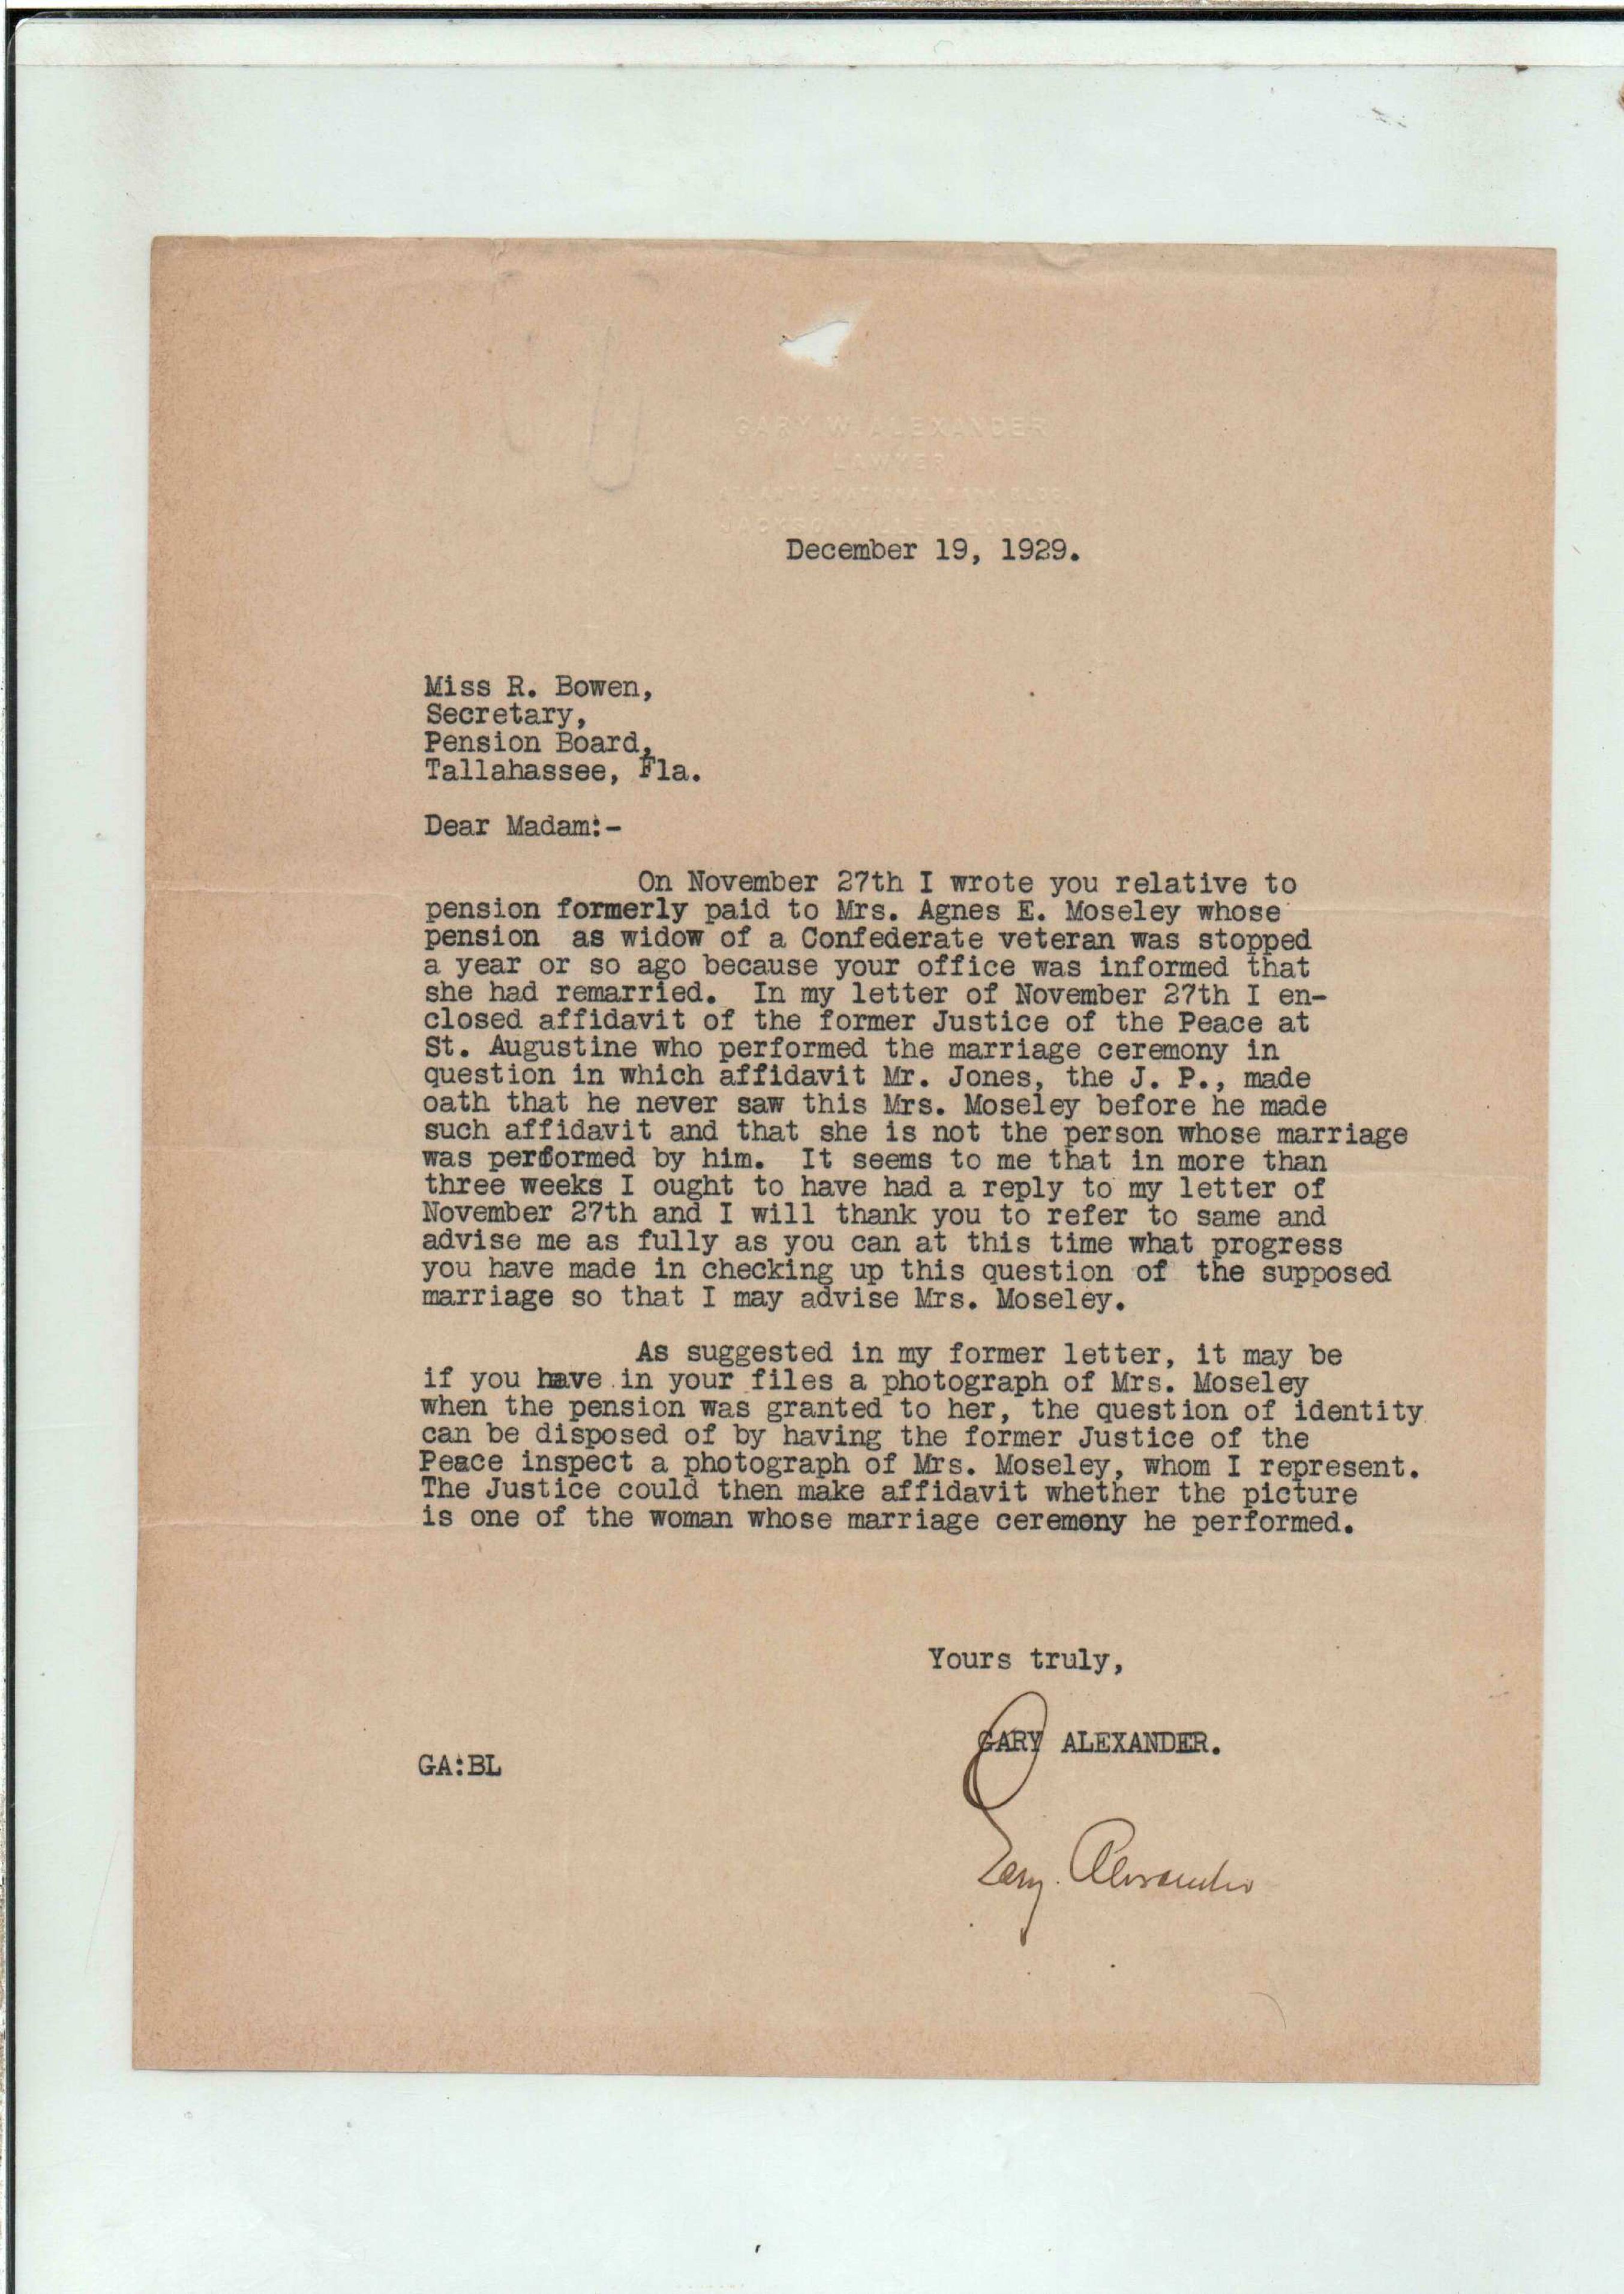 GARY W. ALEXANDER
LAWYER
ATLANTIC NATIONAL BANK BLDG.
JACKSONVILLE, FLORIDA
December 19, 1929.
Miss R. Bowen,
Secretary,
Pension Board,
Tallahassee, Fla.
Dear Madam:-
On November 27th I wrote you relative to
pension formerly paid to Mrs. Agnes E. Moseley whose
pension as widow of a Confederate veteran was stopped
a year or so ago because your office was informed that
she had remarried. In my letter of November 27th I en-
closed affidavit of the former Justice of the Peace at
St. Augustine who performed the marriage ceremony in
question in which affidavit Mr. Jones, the J. P., made
oath that he never saw this Mrs. Moseley before he made
such affidavit and that she is not the person whose marriage
was performed by him. It seems to me that in more than
three weeks I ought to have had a reply to my letter of
November 27th and I will thank you to refer to same and
advise me as fully as you can at this time what progress
you have made in checking up this question of the supposed
marriage so that I may advise Mrs. Moseley.
As suggested in my former letter, it may be
if you have in your files a photograph of Mrs. Moseley
when the pension was granted to her, the question of identity
can be disposed of by having the former Justice of the
Peace inspect a photograph of Mrs. Moseley, whom I represent.
The Justice could then make affidavit whether the picture
is one of the woman whose marriage ceremony he performed.
Yours truly,
GARY ALEXANDER.
GA:BL
Gary Alexander